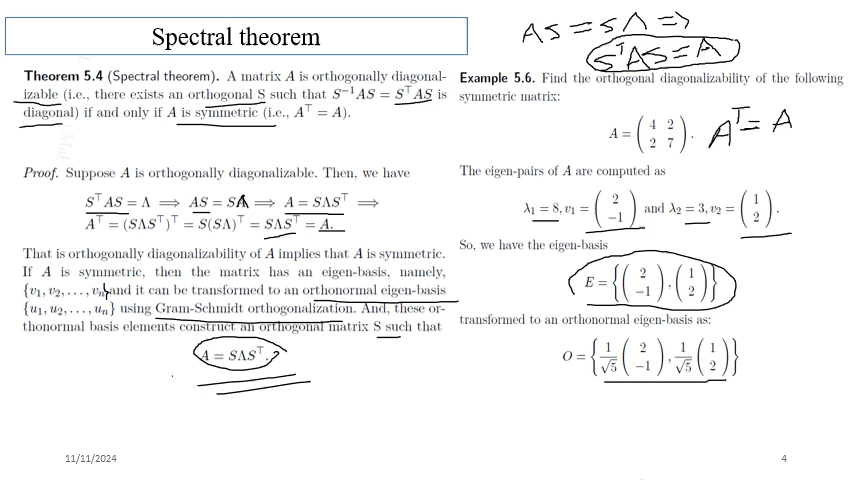 Spectral theorem
AS = SΛ ⟹
SᵀAS = Λ
Theorem 5.4 (Spectral theorem). A matrix A is orthogonally diagonal-
izable (i.e., there exists an orthogonal S such that S⁻¹AS = S⊤AS is
diagonal) if and only if A is symmetric (i.e., A⊤ = A).
Proof. Suppose A is orthogonally diagonalizable. Then, we have
S⊤AS = Λ ⟹ AS = SΛ ⟹ A = SΛS⊤ ⟹
A⊤ = (SΛS⊤)⊤ = S(SΛ)⊤ = SΛS⊤ = A.
That is orthogonally diagonalizability of A implies that A is symmetric.
If A is symmetric, then the matrix has an eigen-basis, namely,
{v₁, v₂, . . . , vₙ} and it can be transformed to an orthonormal eigen-basis
{u₁, u₂, . . . , uₙ} using Gram-Schmidt orthogonalization. And, these or-
thonormal basis elements construct an orthogonal matrix S such that
A = SΛS⊤.
Example 5.6. Find the orthogonal diagonalizability of the following
symmetric matrix:
A = ( 4 2
2 7 ).
Aᵀ = A
The eigen-pairs of A are computed as
λ₁ = 8, v₁ = ( 2
−1 ) and λ₂ = 3, v₂ = ( 1
2 ).
So, we have the eigen-basis
E = { ( 2
−1 ) , ( 1
2 ) }
transformed to an orthonormal eigen-basis as:
O = { 1/√5 ( 2
−1 ) , 1/√5 ( 1
2 ) }
11/11/2024
4